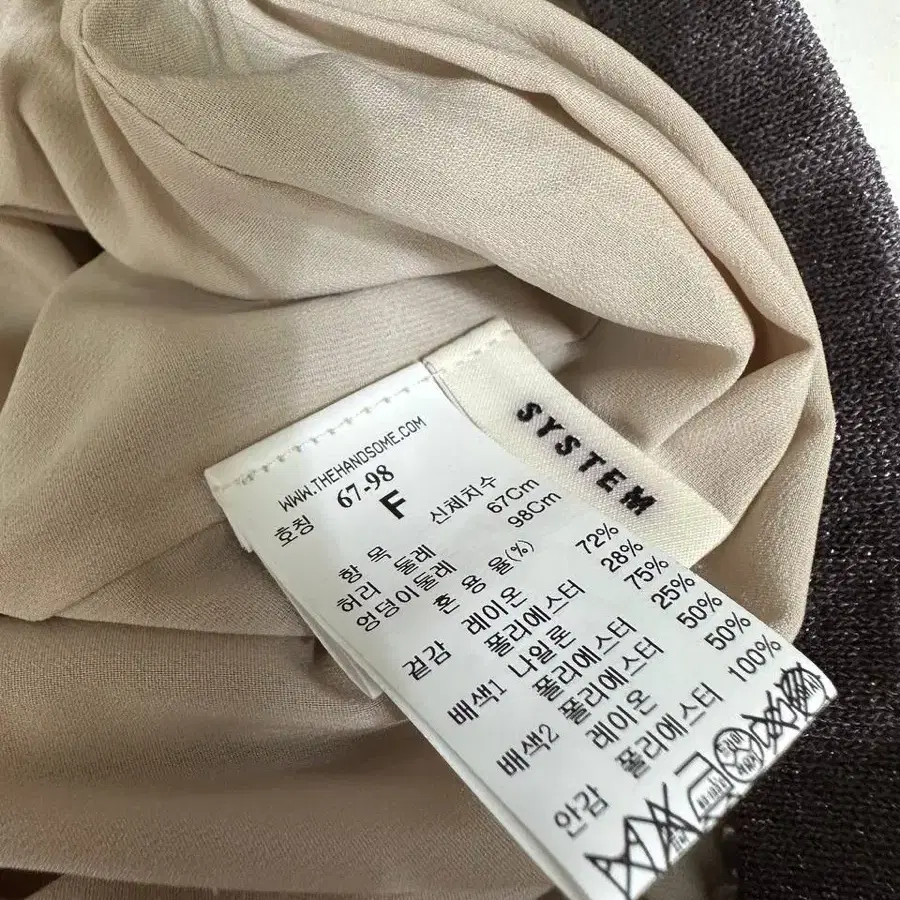 SYSTEM
WWW.THEHANDSOME.COM
호칭 67-98
F
항 목 신체치수
허리 둘레 67Cm
엉덩이둘레 98Cm
혼 용 율(%)
겉감 레이온 72%
폴리에스터 28%
배색1 나일론 75%
폴리에스터 25%
배색2 폴리에스터 50%
레이온 50%
안감 폴리에스터 100%